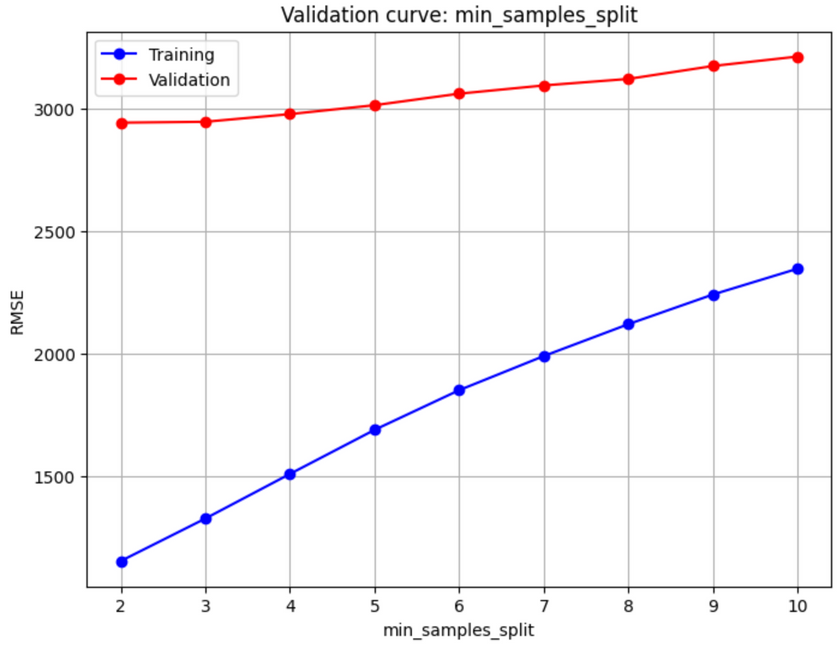 Validation curve: min_samples_split
Training
Validation
3000
2500
2000
1500
RMSE
2 3 4 5 6 7 8 9 10
min_samples_split